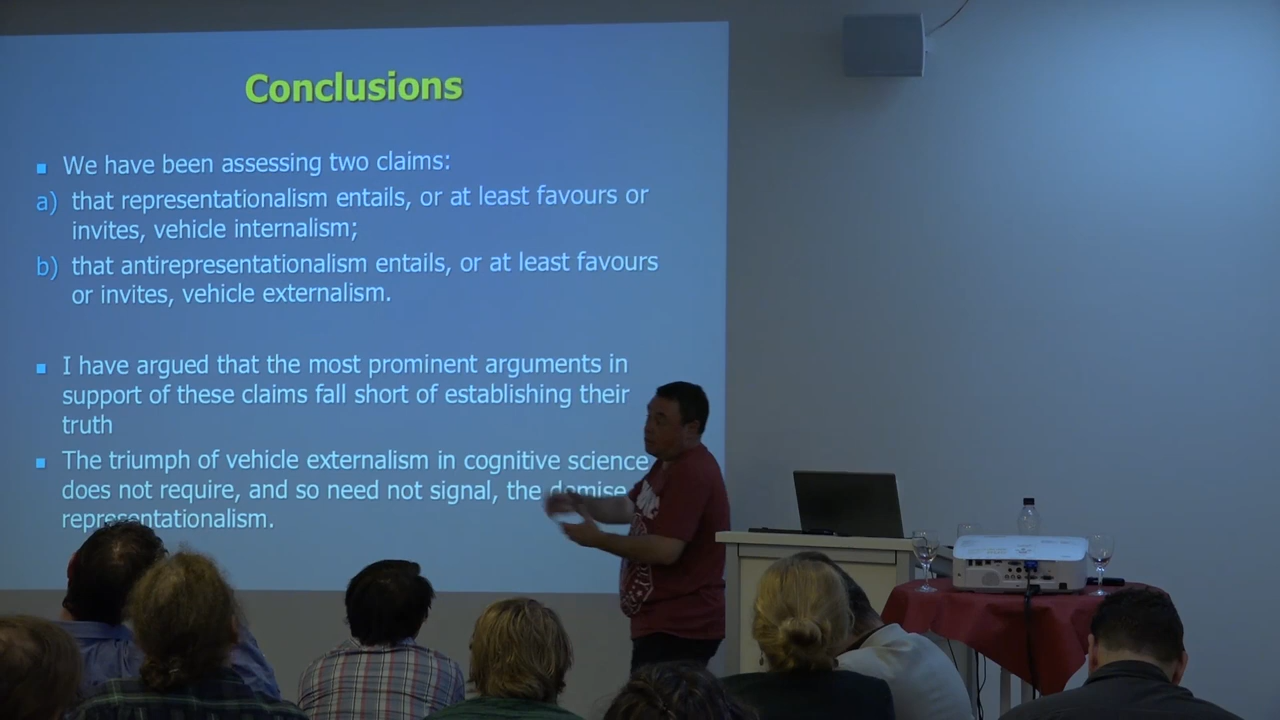 Conclusions
▪ We have been assessing two claims:
a) that representationalism entails, or at least favours or
invites, vehicle internalism;
b) that antirepresentationalism entails, or at least favours
or invites, vehicle externalism.
▪ I have argued that the most prominent arguments in
support of these claims fall short of establishing their
truth
▪ The triumph of vehicle externalism in cognitive science
does not require, and so need not signal, the demise
representationalism.